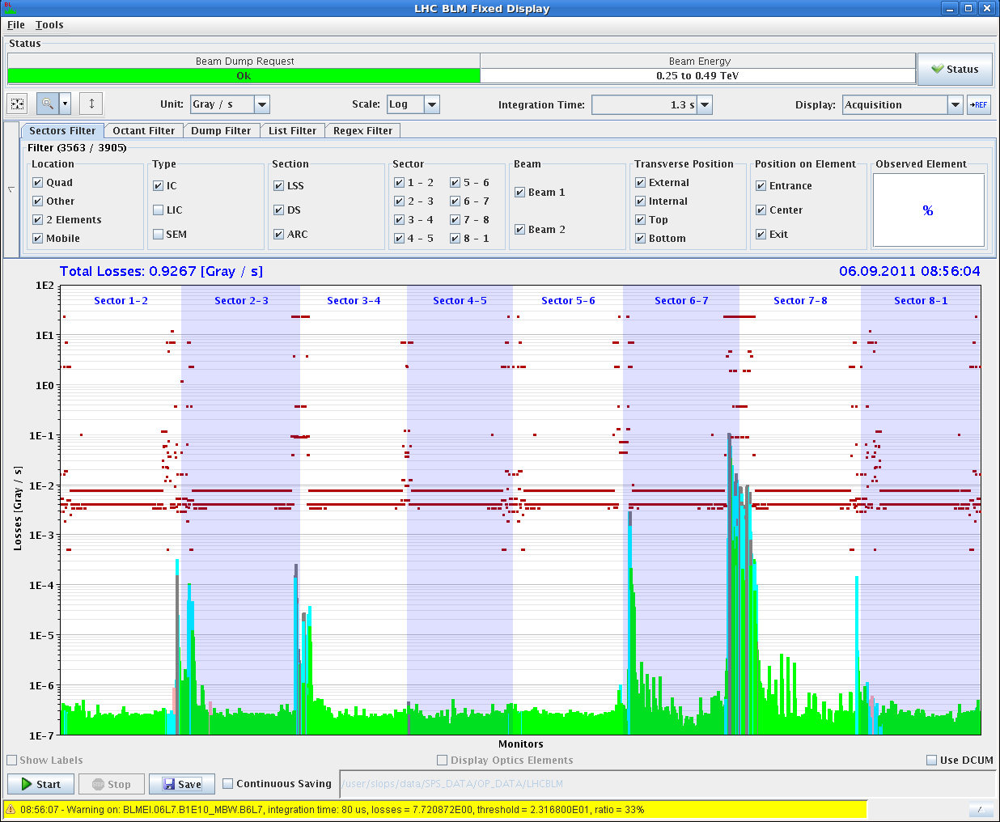 LHC BLM Fixed Display
File Tools
Status
Beam Dump Request Beam Energy
Ok 0.25 to 0.49 TeV
Status
Unit: Gray / s Scale: Log Integration Time: 1.3 s Display: Acquisition REF
Sectors Filter Octant Filter Dump Filter List Filter Regex Filter
Filter (3563 / 3905)
Location Type Section Sector Beam Transverse Position Position on Element Observed Element
Quad IC LSS 1 - 2 5 - 6 Beam 1 External Entrance
Other LIC DS 2 - 3 6 - 7 Beam 2 Internal Center %
2 Elements SEM ARC 3 - 4 7 - 8 Top Exit
Mobile 4 - 5 8 - 1 Bottom
Total Losses: 0.9267 [Gray / s] 06.09.2011 08:56:04
Sector 1-2 Sector 2-3 Sector 3-4 Sector 4-5 Sector 5-6 Sector 6-7 Sector 7-8 Sector 8-1
1E2
1E1
1E0
1E-1
1E-2
1E-3
1E-4
1E-5
1E-6
1E-7
Losses [Gray / s]
Monitors
Show Labels Display Optics Elements Use DCUM
Start Stop Save Continuous Saving /user/slops/data/SPS_DATA/OP_DATA/LHCBLM
08:56:07 - Warning on: BLMEI.06L7.B1E10_MBW.B6L7, integration time: 80 us, losses = 7.720872E00, threshold = 2.316800E01, ratio = 33%